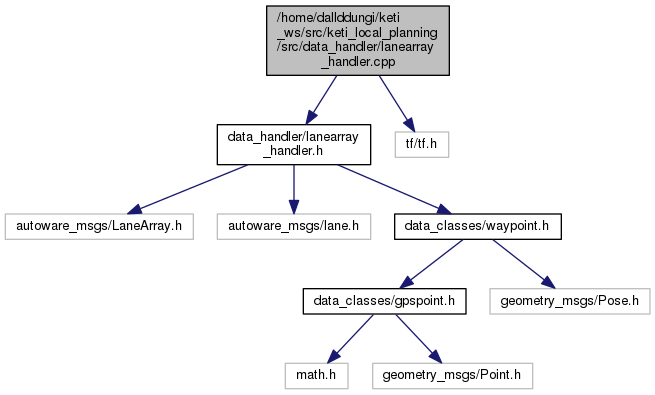 /home/dallddungi/keti
_ws/src/keti_local_planning
/src/data_handler/lanearray
_handler.cpp
data_handler/lanearray
_handler.h
tf/tf.h
autoware_msgs/LaneArray.h
autoware_msgs/lane.h
data_classes/waypoint.h
data_classes/gpspoint.h
geometry_msgs/Pose.h
math.h
geometry_msgs/Point.h